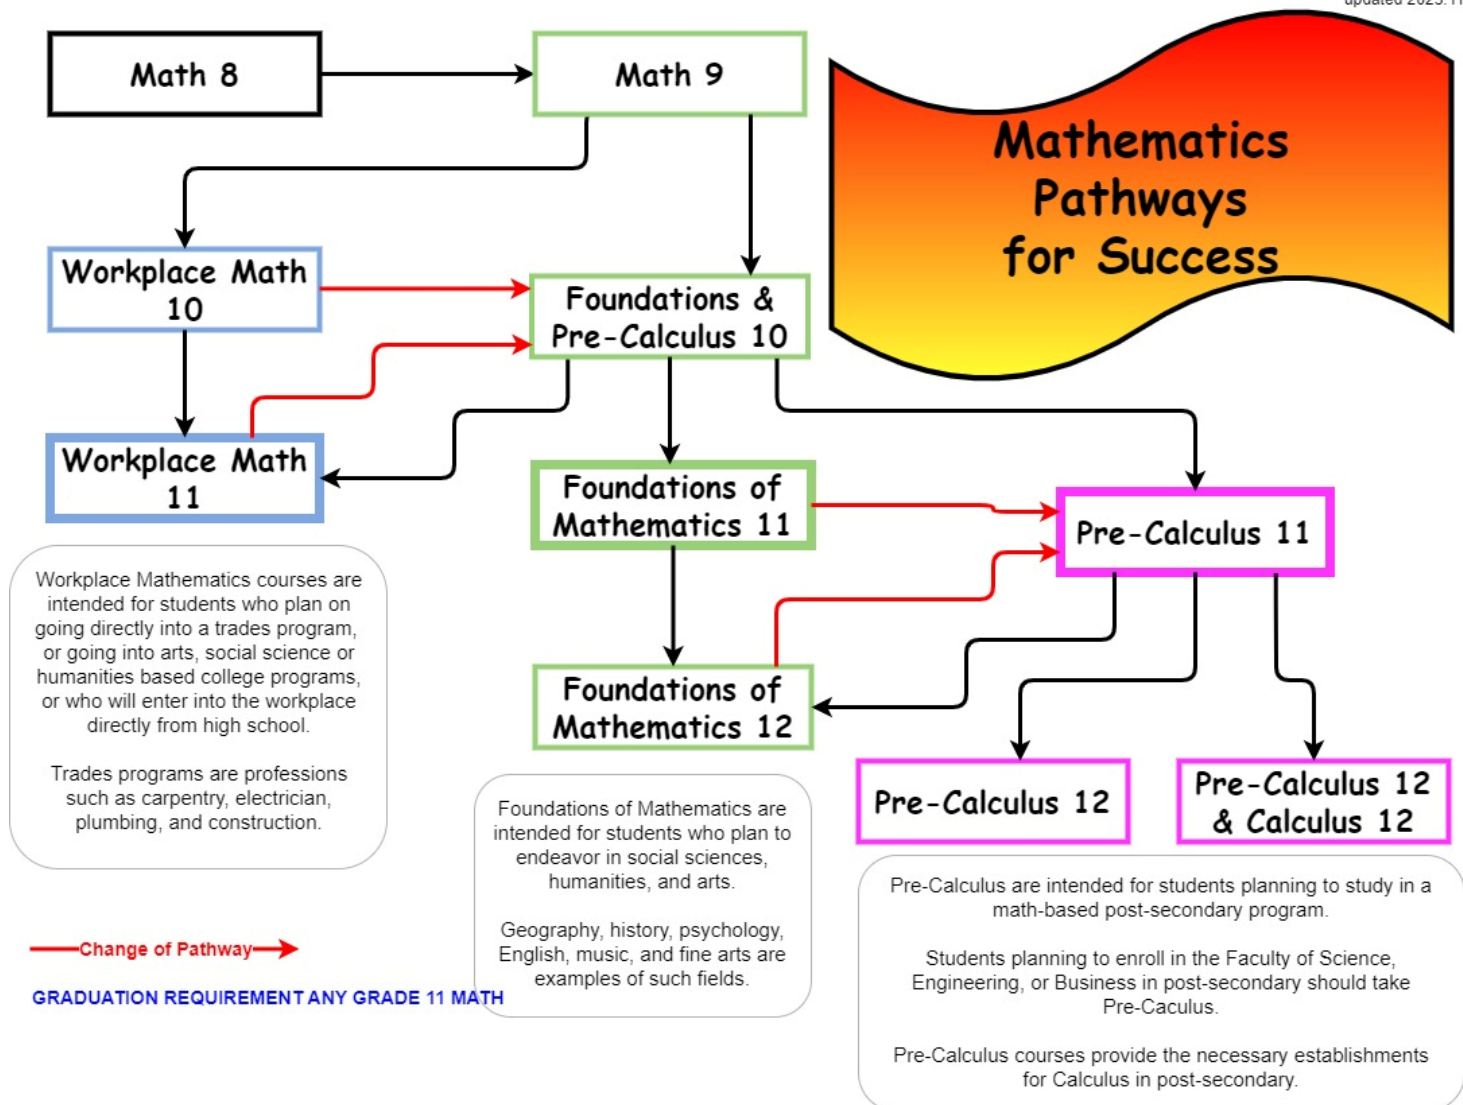 Math 8
Math 9
Mathematics
Pathways
for Success
Workplace Math
10
Foundations &
Pre-Calculus 10
Workplace Math
11
Foundations of
Mathematics 11
Pre-Calculus 11
Workplace Mathematics courses are
intended for students who plan on
going directly into a trades program,
or going into arts, social science or
humanities based college programs,
or who will enter into the workplace
directly from high school.
Trades programs are professions
such as carpentry, electrician,
plumbing, and construction.
Foundations of
Mathematics 12
Pre-Calculus 12
Pre-Calculus 12
& Calculus 12
Foundations of Mathematics are
intended for students who plan to
endeavor in social sciences,
humanities, and arts.
Geography, history, psychology,
English, music, and fine arts are
examples of such fields.
Pre-Calculus are intended for students planning to study in a
math-based post-secondary program.
Students planning to enroll in the Faculty of Science,
Engineering, or Business in post-secondary should take
Pre-Caculus.
Pre-Calculus courses provide the necessary establishments
for Calculus in post-secondary.
Change of Pathway
GRADUATION REQUIREMENT ANY GRADE 11 MATH